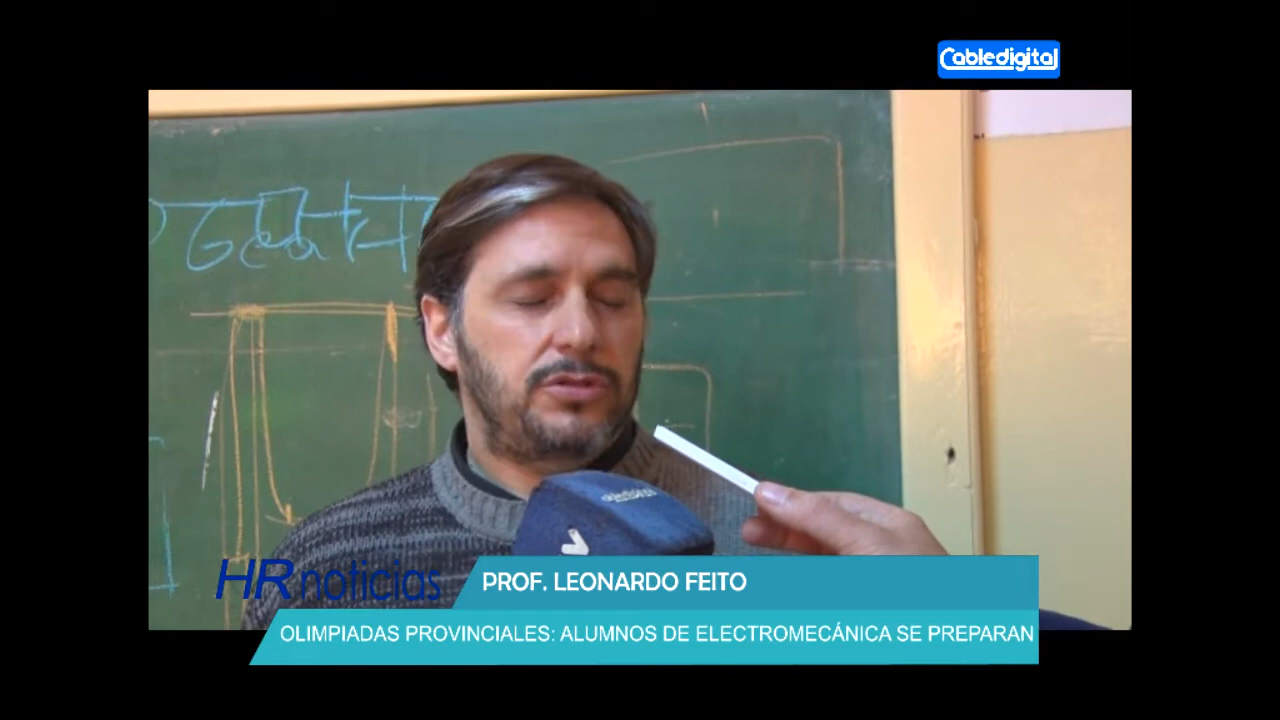 Cabledigital
HR noticias
PROF. LEONARDO FEITO
OLIMPIADAS PROVINCIALES: ALUMNOS DE ELECTROMECÁNICA SE PREPARAN